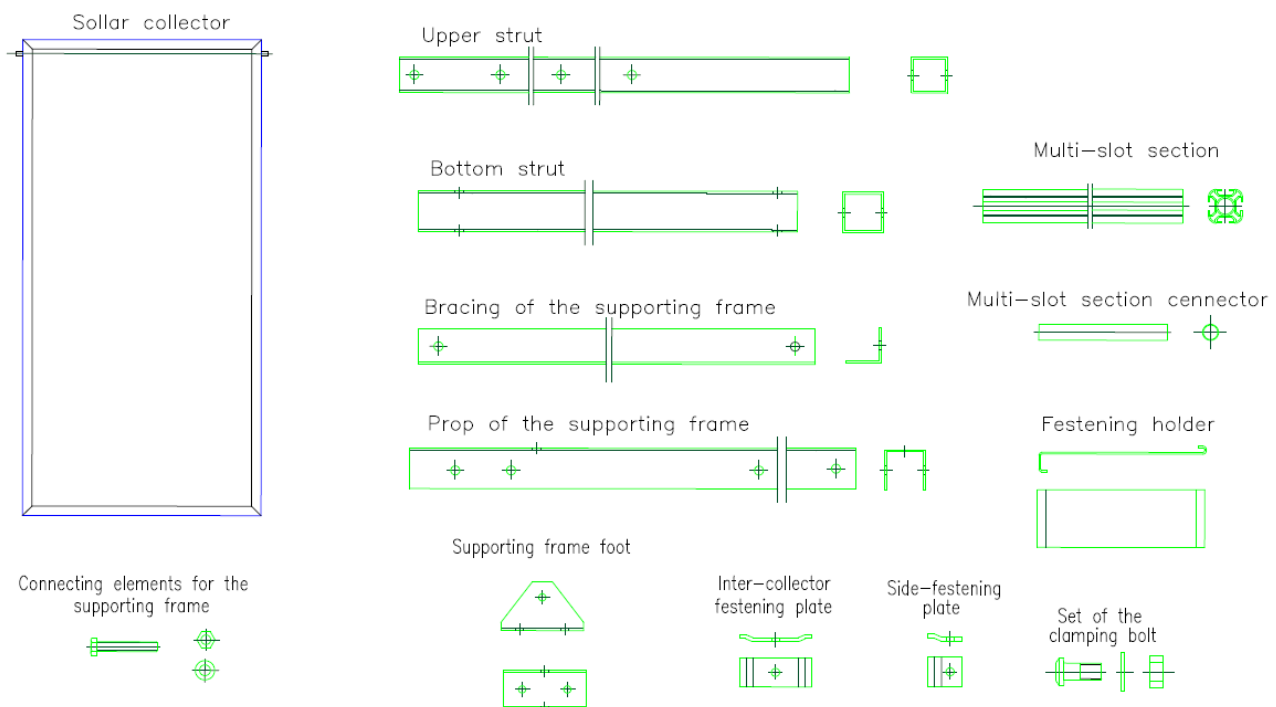 Sollar collector
Upper strut
Bottom strut
Multi-slot section
Bracing of the supporting frame
Multi-slot section cennector
Prop of the supporting frame
Festening holder
Supporting frame foot
Connecting elements for the
supporting frame
Inter-collector
festening plate
Side-festening
plate
Set of the
clamping bolt